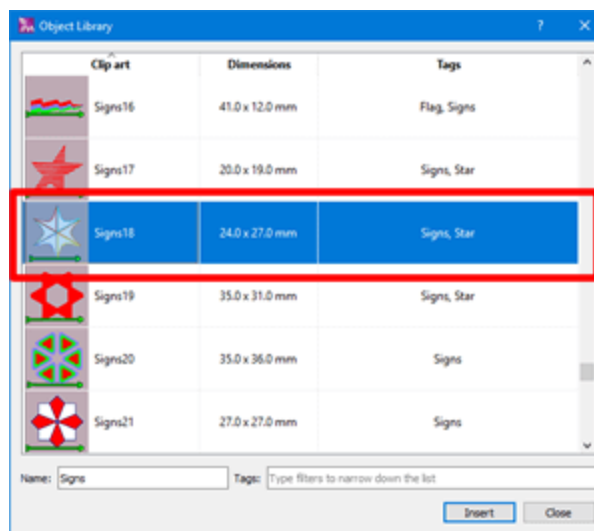 Object Library
Clip art Dimensions Tags
Signs16 41.0 x 12.0 mm Flag, Signs
Signs17 20.0 x 19.0 mm Signs, Star
Signs18 24.0 x 27.0 mm Signs, Star
Signs19 35.0 x 31.0 mm Signs, Star
Signs20 35.0 x 36.0 mm Signs
Signs21 27.0 x 27.0 mm Signs
Name: Signs Tags: Type filters to narrow down the list
Insert Close